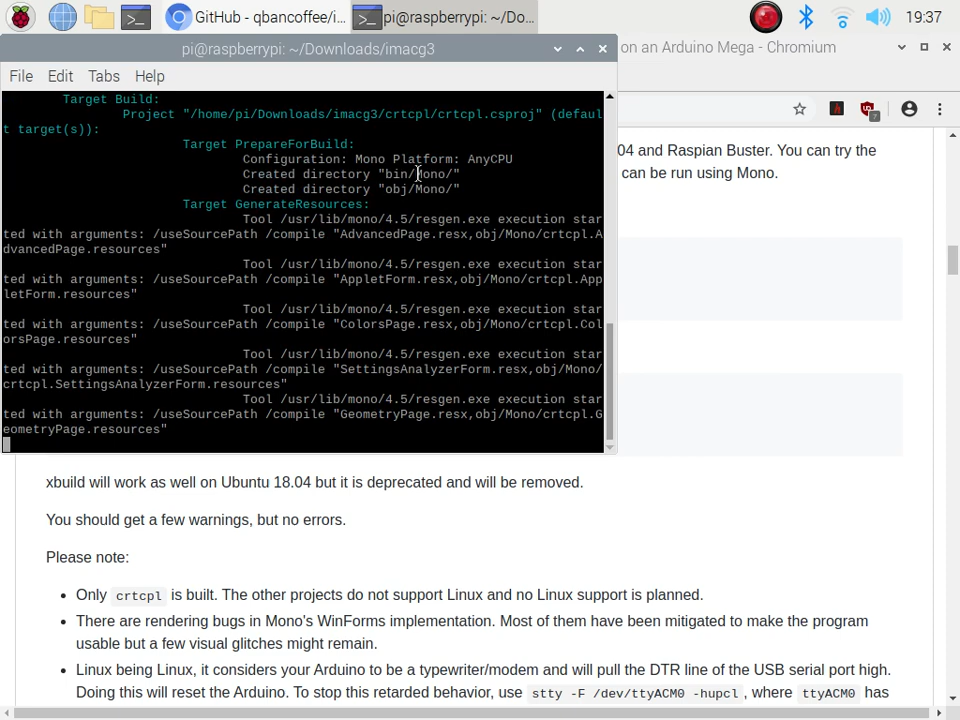 GitHub - qbancoffee/i...
pi@raspberrypi: ~/Do...
19:37
pi@raspberrypi: ~/Downloads/imacg3
on an Arduino Mega - Chromium
File Edit Tabs Help
Target Build:
Project "/home/pi/Downloads/imacg3/crtcpl/crtcpl.csproj" (defaul
t target(s)):
Target PrepareForBuild:
Configuration: Mono Platform: AnyCPU
Created directory "bin/Mono/"
Created directory "obj/Mono/"
Target GenerateResources:
Tool /usr/lib/mono/4.5/resgen.exe execution star
ted with arguments: /useSourcePath /compile "AdvancedPage.resx,obj/Mono/crtcpl.A
dvancedPage.resources"
Tool /usr/lib/mono/4.5/resgen.exe execution star
ted with arguments: /useSourcePath /compile "AppletForm.resx,obj/Mono/crtcpl.App
letForm.resources"
Tool /usr/lib/mono/4.5/resgen.exe execution star
ted with arguments: /useSourcePath /compile "ColorsPage.resx,obj/Mono/crtcpl.Col
orsPage.resources"
Tool /usr/lib/mono/4.5/resgen.exe execution star
ted with arguments: /useSourcePath /compile "SettingsAnalyzerForm.resx,obj/Mono/
crtcpl.SettingsAnalyzerForm.resources"
Tool /usr/lib/mono/4.5/resgen.exe execution star
ted with arguments: /useSourcePath /compile "GeometryPage.resx,obj/Mono/crtcpl.G
eometryPage.resources"
04 and Raspian Buster. You can try the
can be run using Mono.
xbuild will work as well on Ubuntu 18.04 but it is deprecated and will be removed.
You should get a few warnings, but no errors.
Please note:
Only crtcpl is built. The other projects do not support Linux and no Linux support is planned.
There are rendering bugs in Mono's WinForms implementation. Most of them have been mitigated to make the program
usable but a few visual glitches might remain.
Linux being Linux, it considers your Arduino to be a typewriter/modem and will pull the DTR line of the USB serial port high.
Doing this will reset the Arduino. To stop this retarded behavior, use stty -F /dev/ttyACM0 -hupcl, where ttyACM0 has